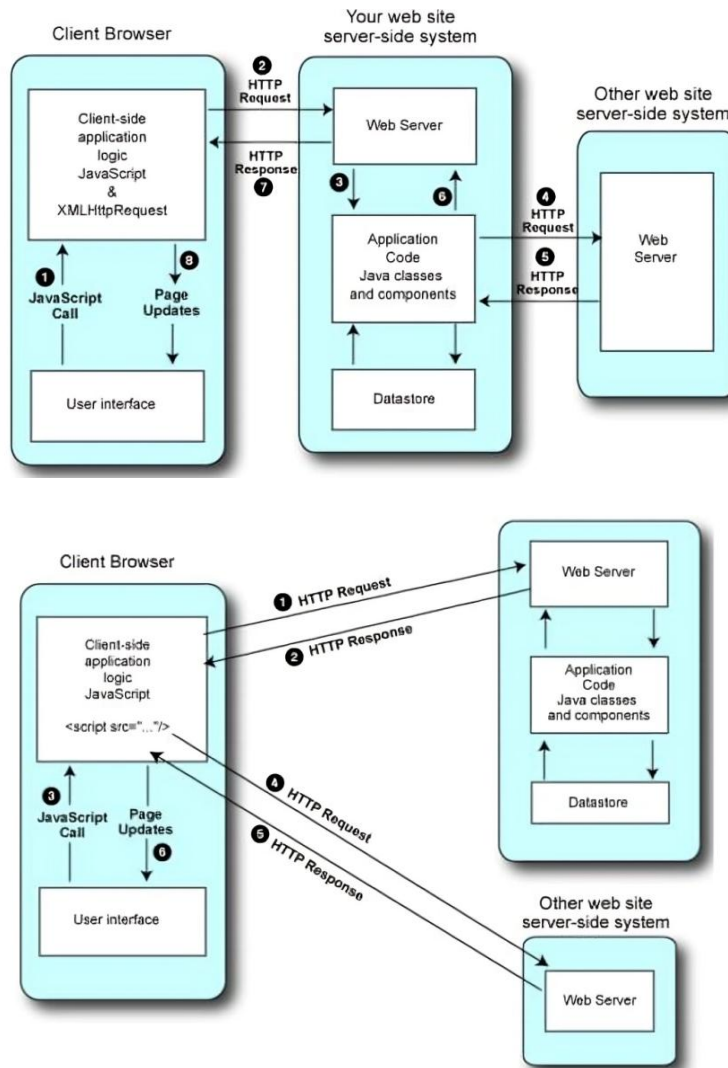 Client Browser
Your web site
server-side system
Other web site
server-side system
Client-side
application
logic
JavaScript
&
XMLHttpRequest
2
HTTP
Request
HTTP
Response
7
Web Server
3
6
4
HTTP
Request
5
HTTP
Response
Web
Server
Application
Code
Java classes
and components
1
JavaScript
Call
8
Page
Updates
User interface
Datastore
Client Browser
Client-side
application
logic
JavaScript
<script src="..."/>
1 HTTP Request
2 HTTP Response
Web Server
Application
Code
Java classes
and components
Datastore
3
JavaScript
Call
Page
Updates
6
4 HTTP Request
5 HTTP Response
User interface
Other web site
server-side system
Web Server